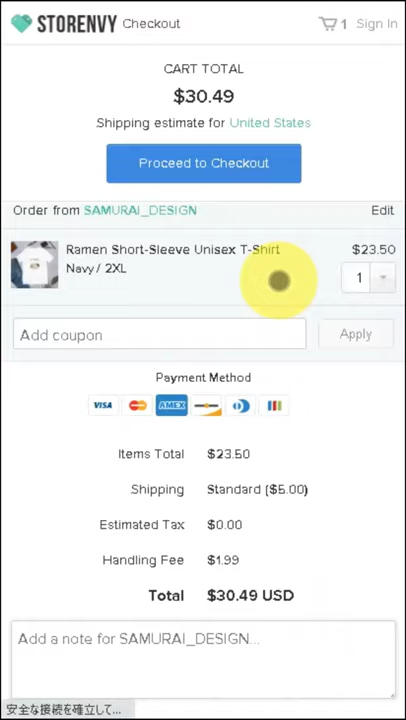 STORENVY Checkout 1 Sign In
CART TOTAL
$30.49
Shipping estimate for United States
Proceed to Checkout
Order from SAMURAI_DESIGN Edit
Ramen Short-Sleeve Unisex T-Shirt $23.50
Navy / 2XL 1
Add coupon Apply
Payment Method
VISA AMEX
Items Total $23.50
Shipping Standard ($5.00)
Estimated Tax $0.00
Handling Fee $1.99
Total $30.49 USD
Add a note for SAMURAI_DESIGN...
安全な接続を確立して...